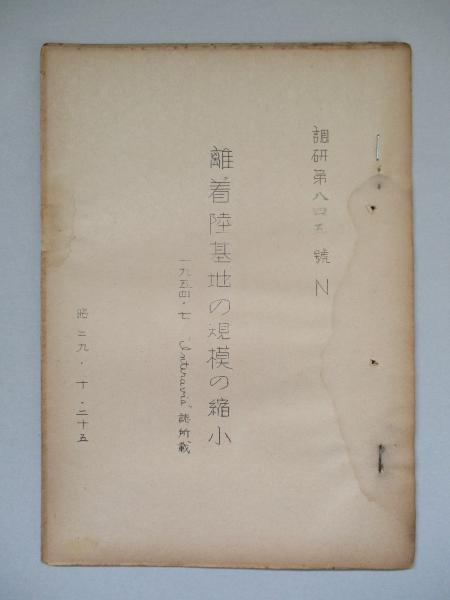 調研第八四五號 N
離着陸基地の規模の縮小
一九五四・七 "Interavia"誌所載
昭二九・十・二十五